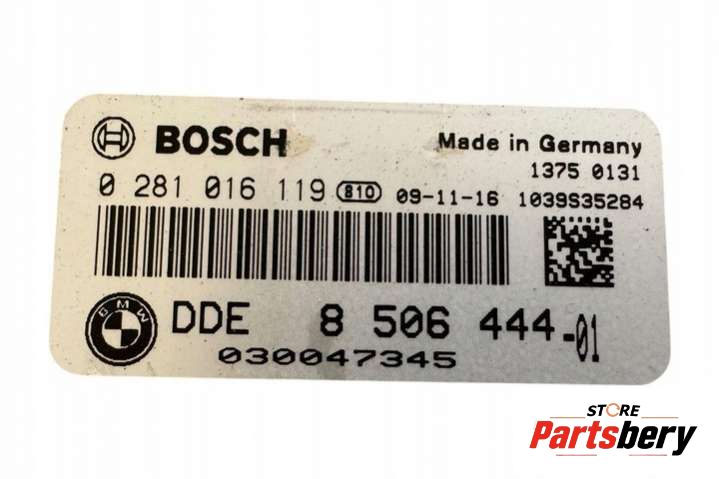 BOSCH Made in Germany
1375 0131
0 281 016 119 810 09-11-16 1039S35284
BMW DDE 8 506 444-01
030047345
STORE
Partsbery